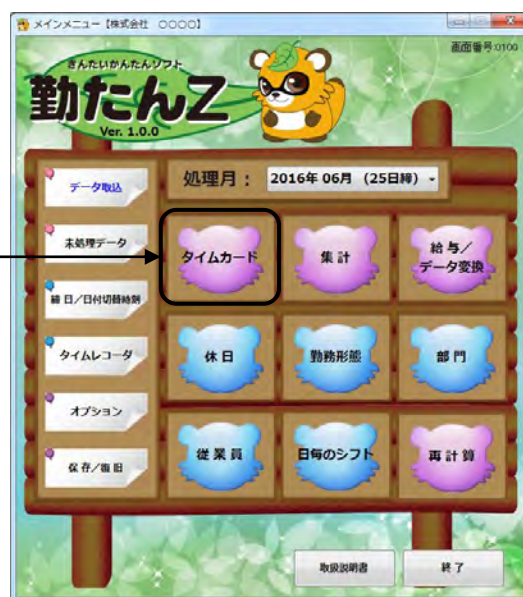 メインメニュー【株式会社 ○○○○】
画面番号:0100
きんたいかんたんソフト
勤たんZ
Ver. 1.0.0
処理月： 2016年 06月 (25日締)
データ取込
未処理データ
締 日／日付切替時刻
タイムレコーダ
オプション
保 存／復 旧
タイムカード
集 計
給 与／
データ変換
休 日
勤務形態
部 門
従 業 員
日毎のシフト
再 計 算
取扱説明書
終 了